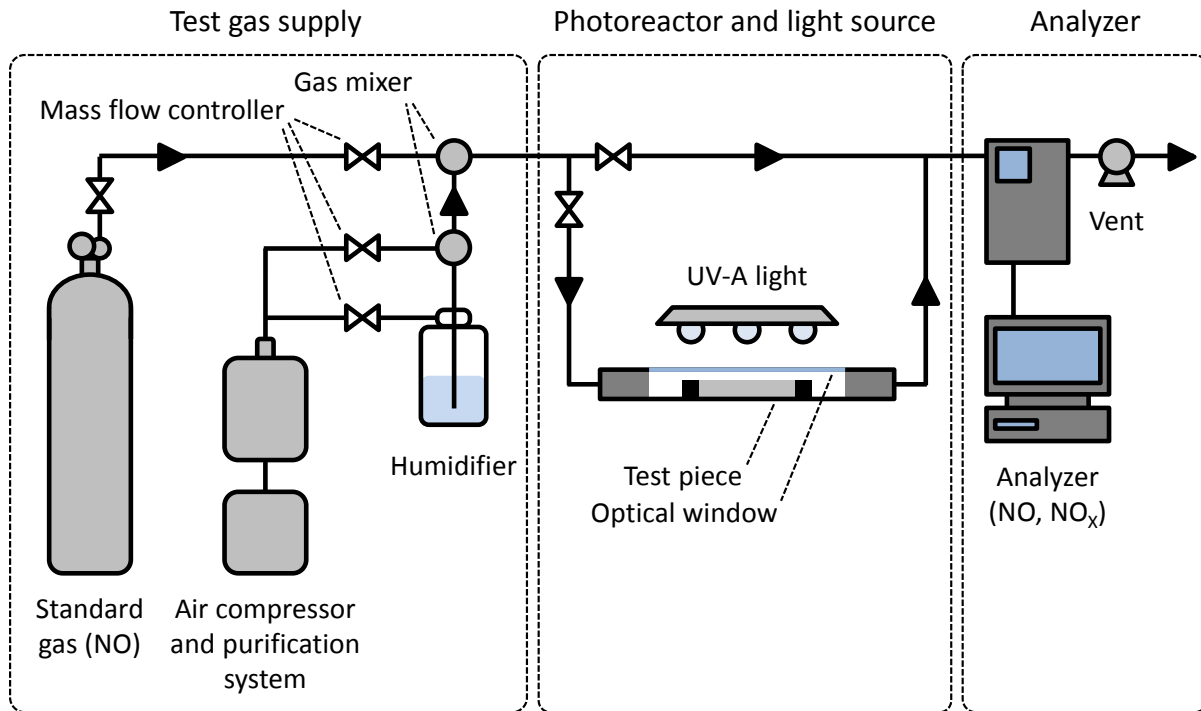 Test gas supply
Photoreactor and light source
Analyzer
Gas mixer
Mass flow controller
Vent
UV-A light
Humidifier
Test piece
Optical window
Analyzer
(NO, NOX)
Standard
gas (NO)
Air compressor
and purification
system